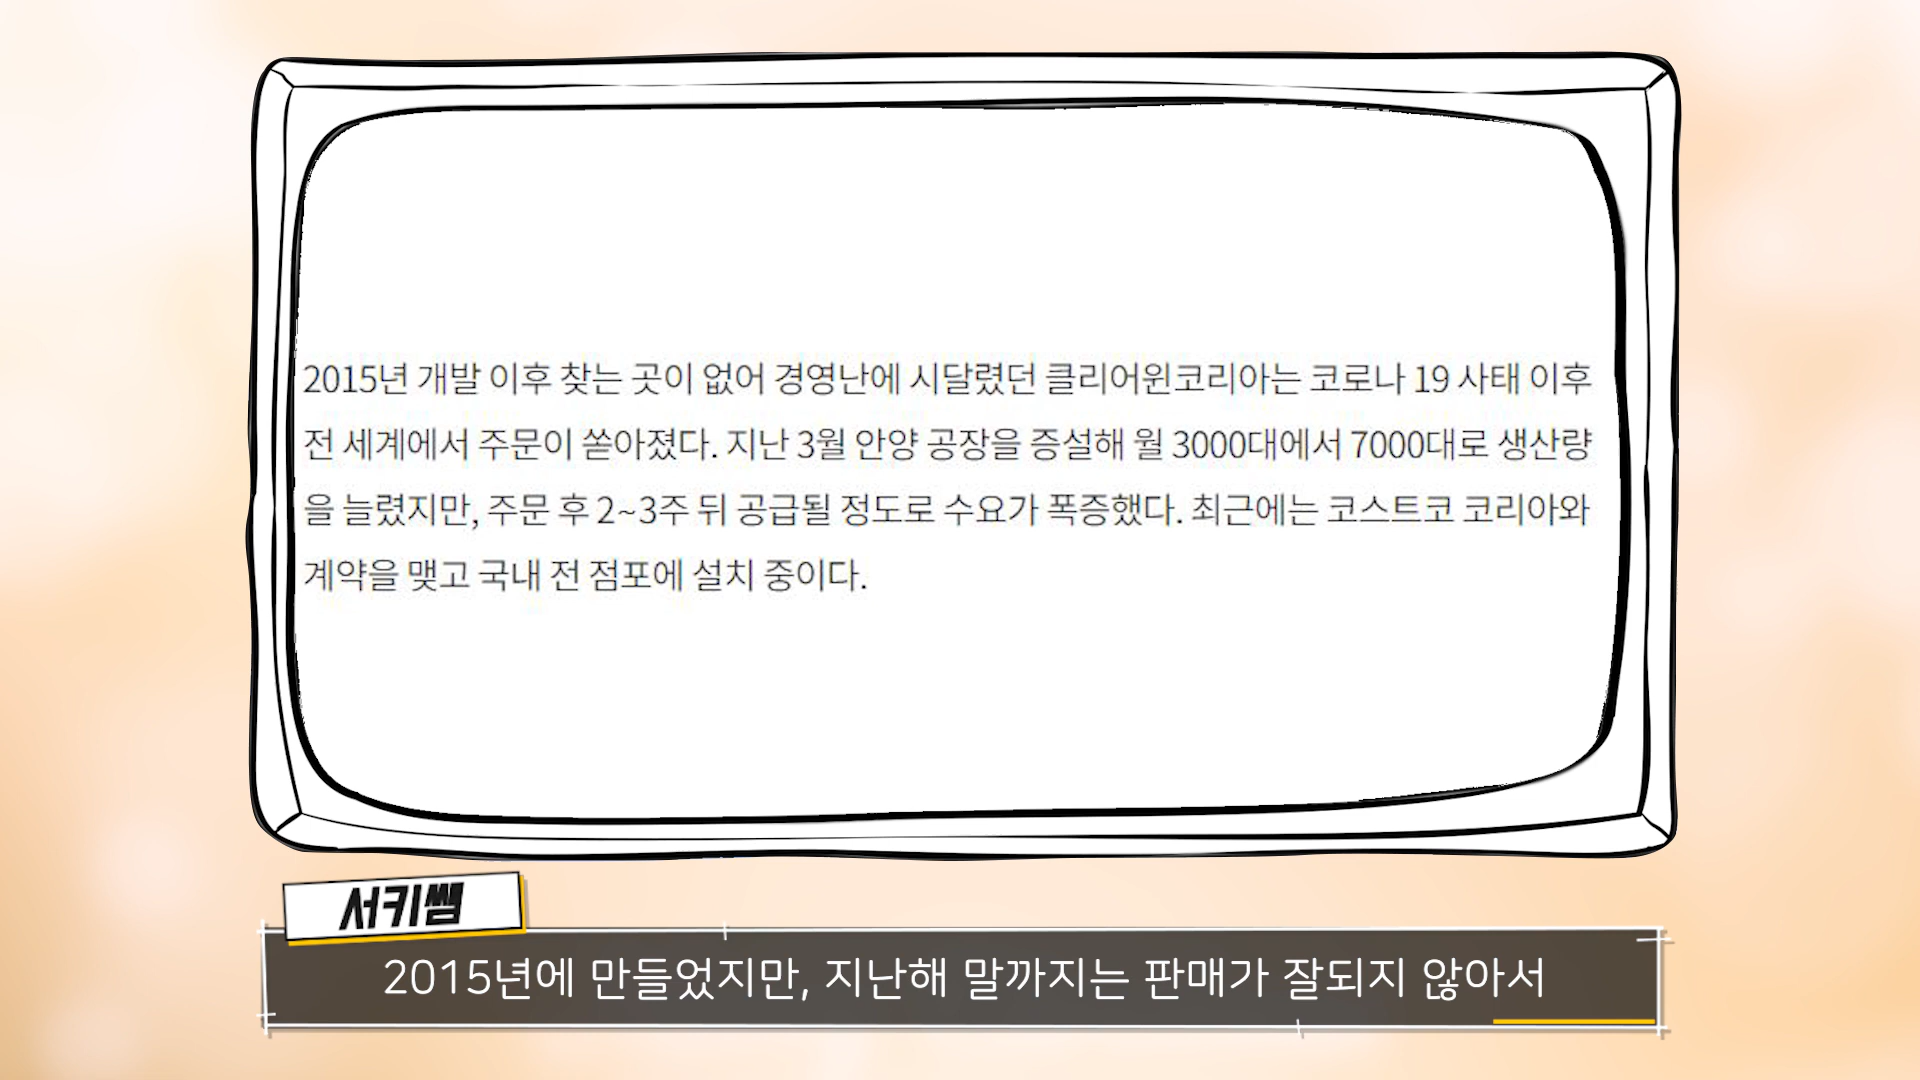 2015년 개발 이후 찾는 곳이 없어 경영난에 시달렸던 클리어윈코리아는 코로나 19 사태 이후
전 세계에서 주문이 쏟아졌다. 지난 3월 안양 공장을 증설해 월 3000대에서 7000대로 생산량
을 늘렸지만, 주문 후 2~3주 뒤 공급될 정도로 수요가 폭증했다. 최근에는 코스트코 코리아와
계약을 맺고 국내 전 점포에 설치 중이다.
서키쌤
2015년에 만들었지만, 지난해 말까지는 판매가 잘되지 않아서